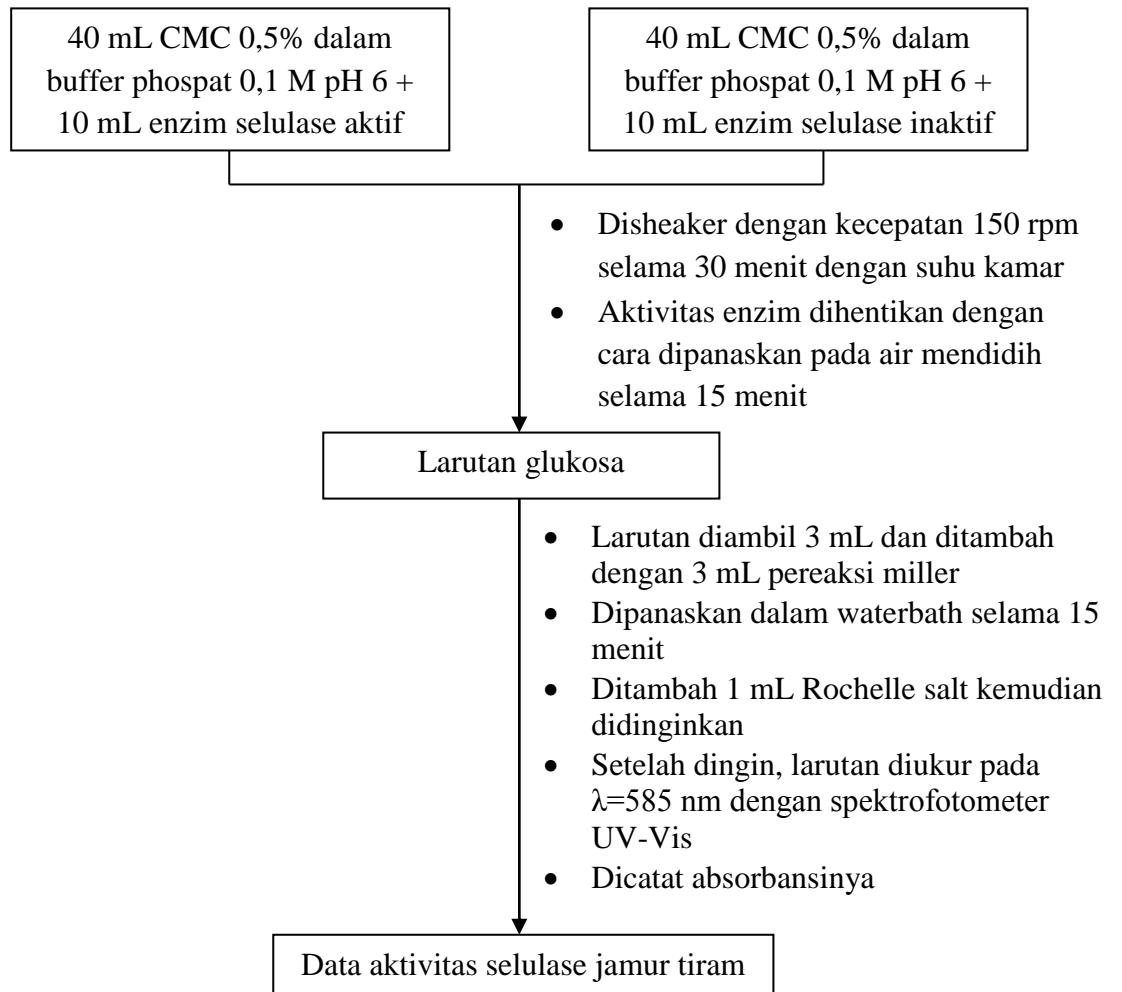 40 mL CMC 0,5% dalam
buffer phospat 0,1 M pH 6 +
10 mL enzim selulase aktif
40 mL CMC 0,5% dalam
buffer phospat 0,1 M pH 6 +
10 mL enzim selulase inaktif
• Disheaker dengan kecepatan 150 rpm
selama 30 menit dengan suhu kamar
• Aktivitas enzim dihentikan dengan
cara dipanaskan pada air mendidih
selama 15 menit
Larutan glukosa
• Larutan diambil 3 mL dan ditambah
dengan 3 mL pereaksi miller
• Dipanaskan dalam waterbath selama 15
menit
• Ditambah 1 mL Rochelle salt kemudian
didinginkan
• Setelah dingin, larutan diukur pada
λ=585 nm dengan spektrofotometer
UV-Vis
• Dicatat absorbansinya
Data aktivitas selulase jamur tiram